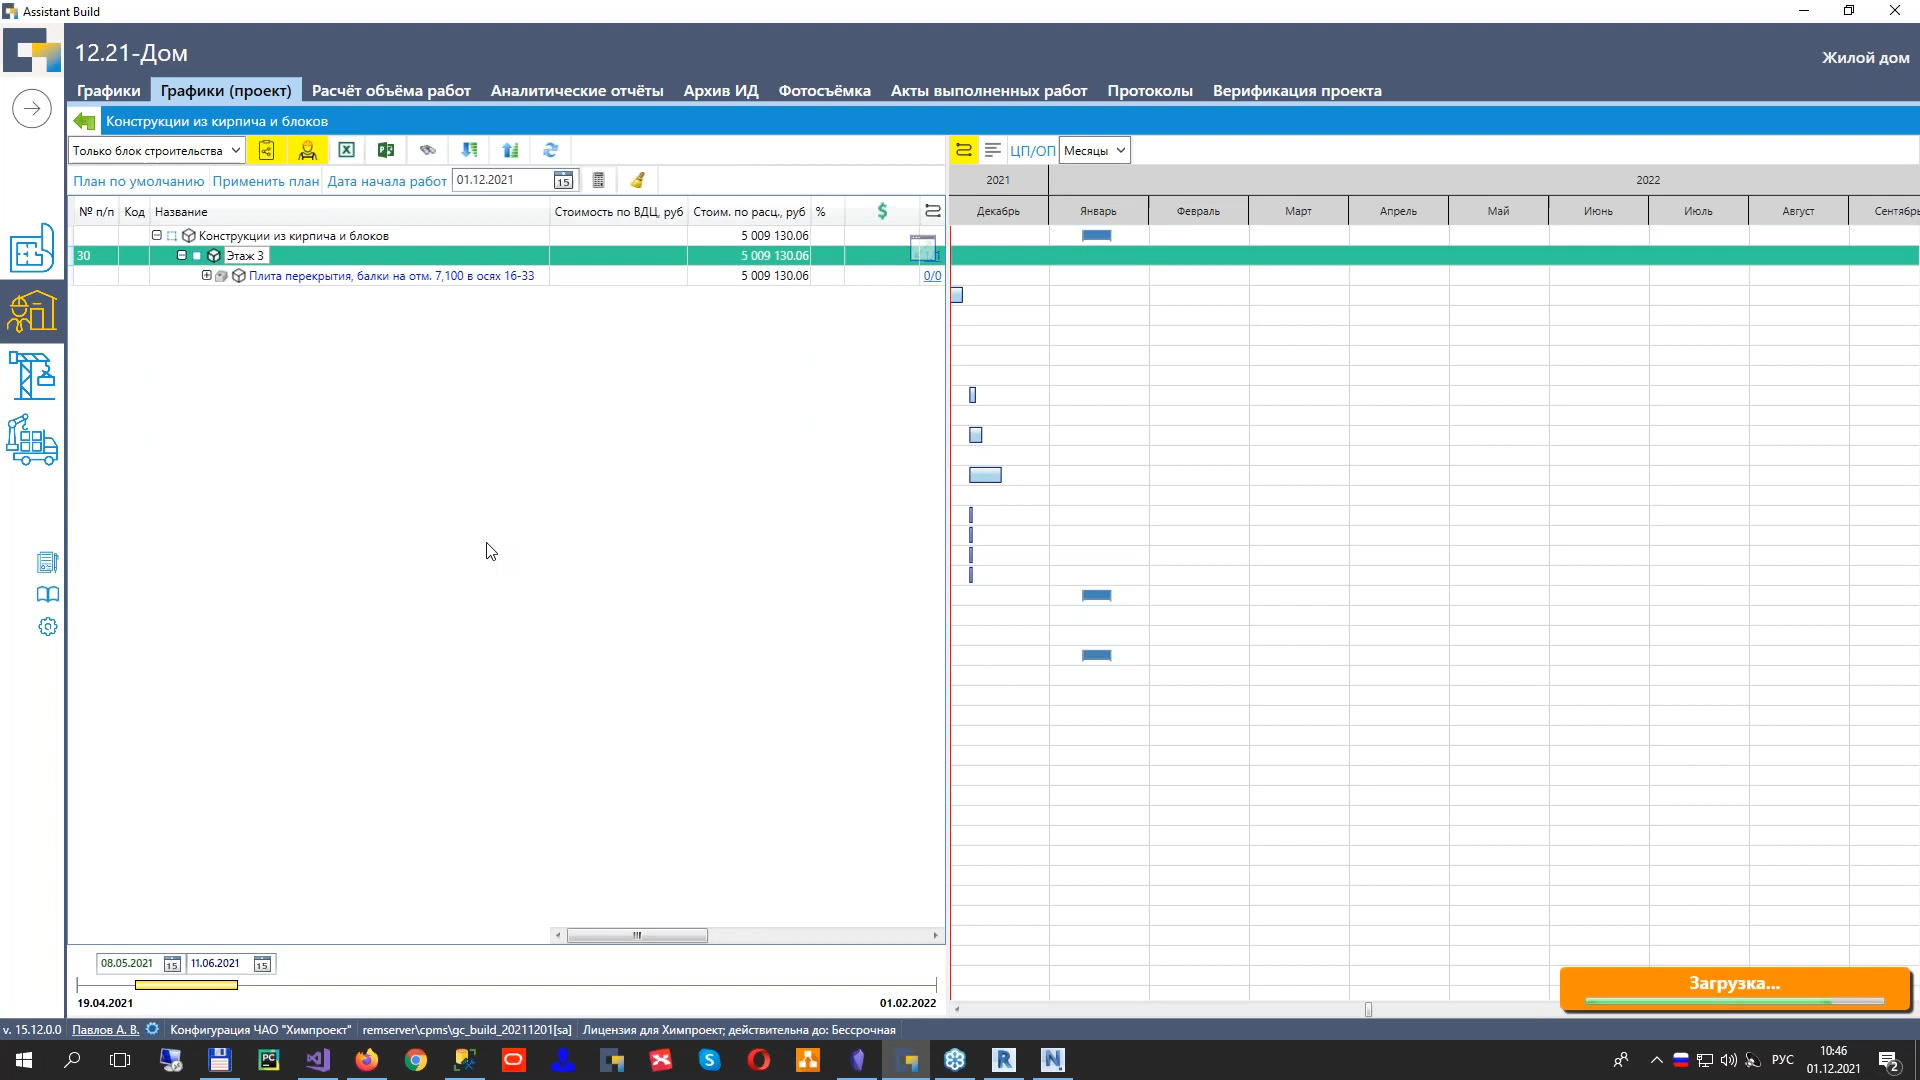 Assistant Build
12.21-Дом
Жилой дом
Графики Графики (проект) Расчёт объёма работ Аналитические отчёты Архив ИД Фотосъёмка Акты выполненных работ Протоколы Верификация проекта
Конструкции из кирпича и блоков
Только блок строительства
ЦП/ОП Месяцы
План по умолчанию Применить план Дата начала работ 01.12.2021 15
2021 2022
№ п/п Код Название Стоимость по ВДЦ, руб Стоим. по расц., руб % $
Декабрь Январь Февраль Март Апрель Май Июнь Июль Август Сентябрь
Конструкции из кирпича и блоков 5 009 130.06
30 Этаж 3 5 009 130.06
Плита перекрытия, балки на отм. 7,100 в осях 16-33 5 009 130.06 0/0
08.05.2021 15 11.06.2021 15
19.04.2021 01.02.2022
Загрузка...
v. 15.12.0.0 Павлов А. В. Конфигурация ЧАО "Химпроект" remserver\cpms\gc_build_20211201[sa] Лицензия для Химпроект; действительна до: Бессрочная
РУС
10:46
01.12.2021
2